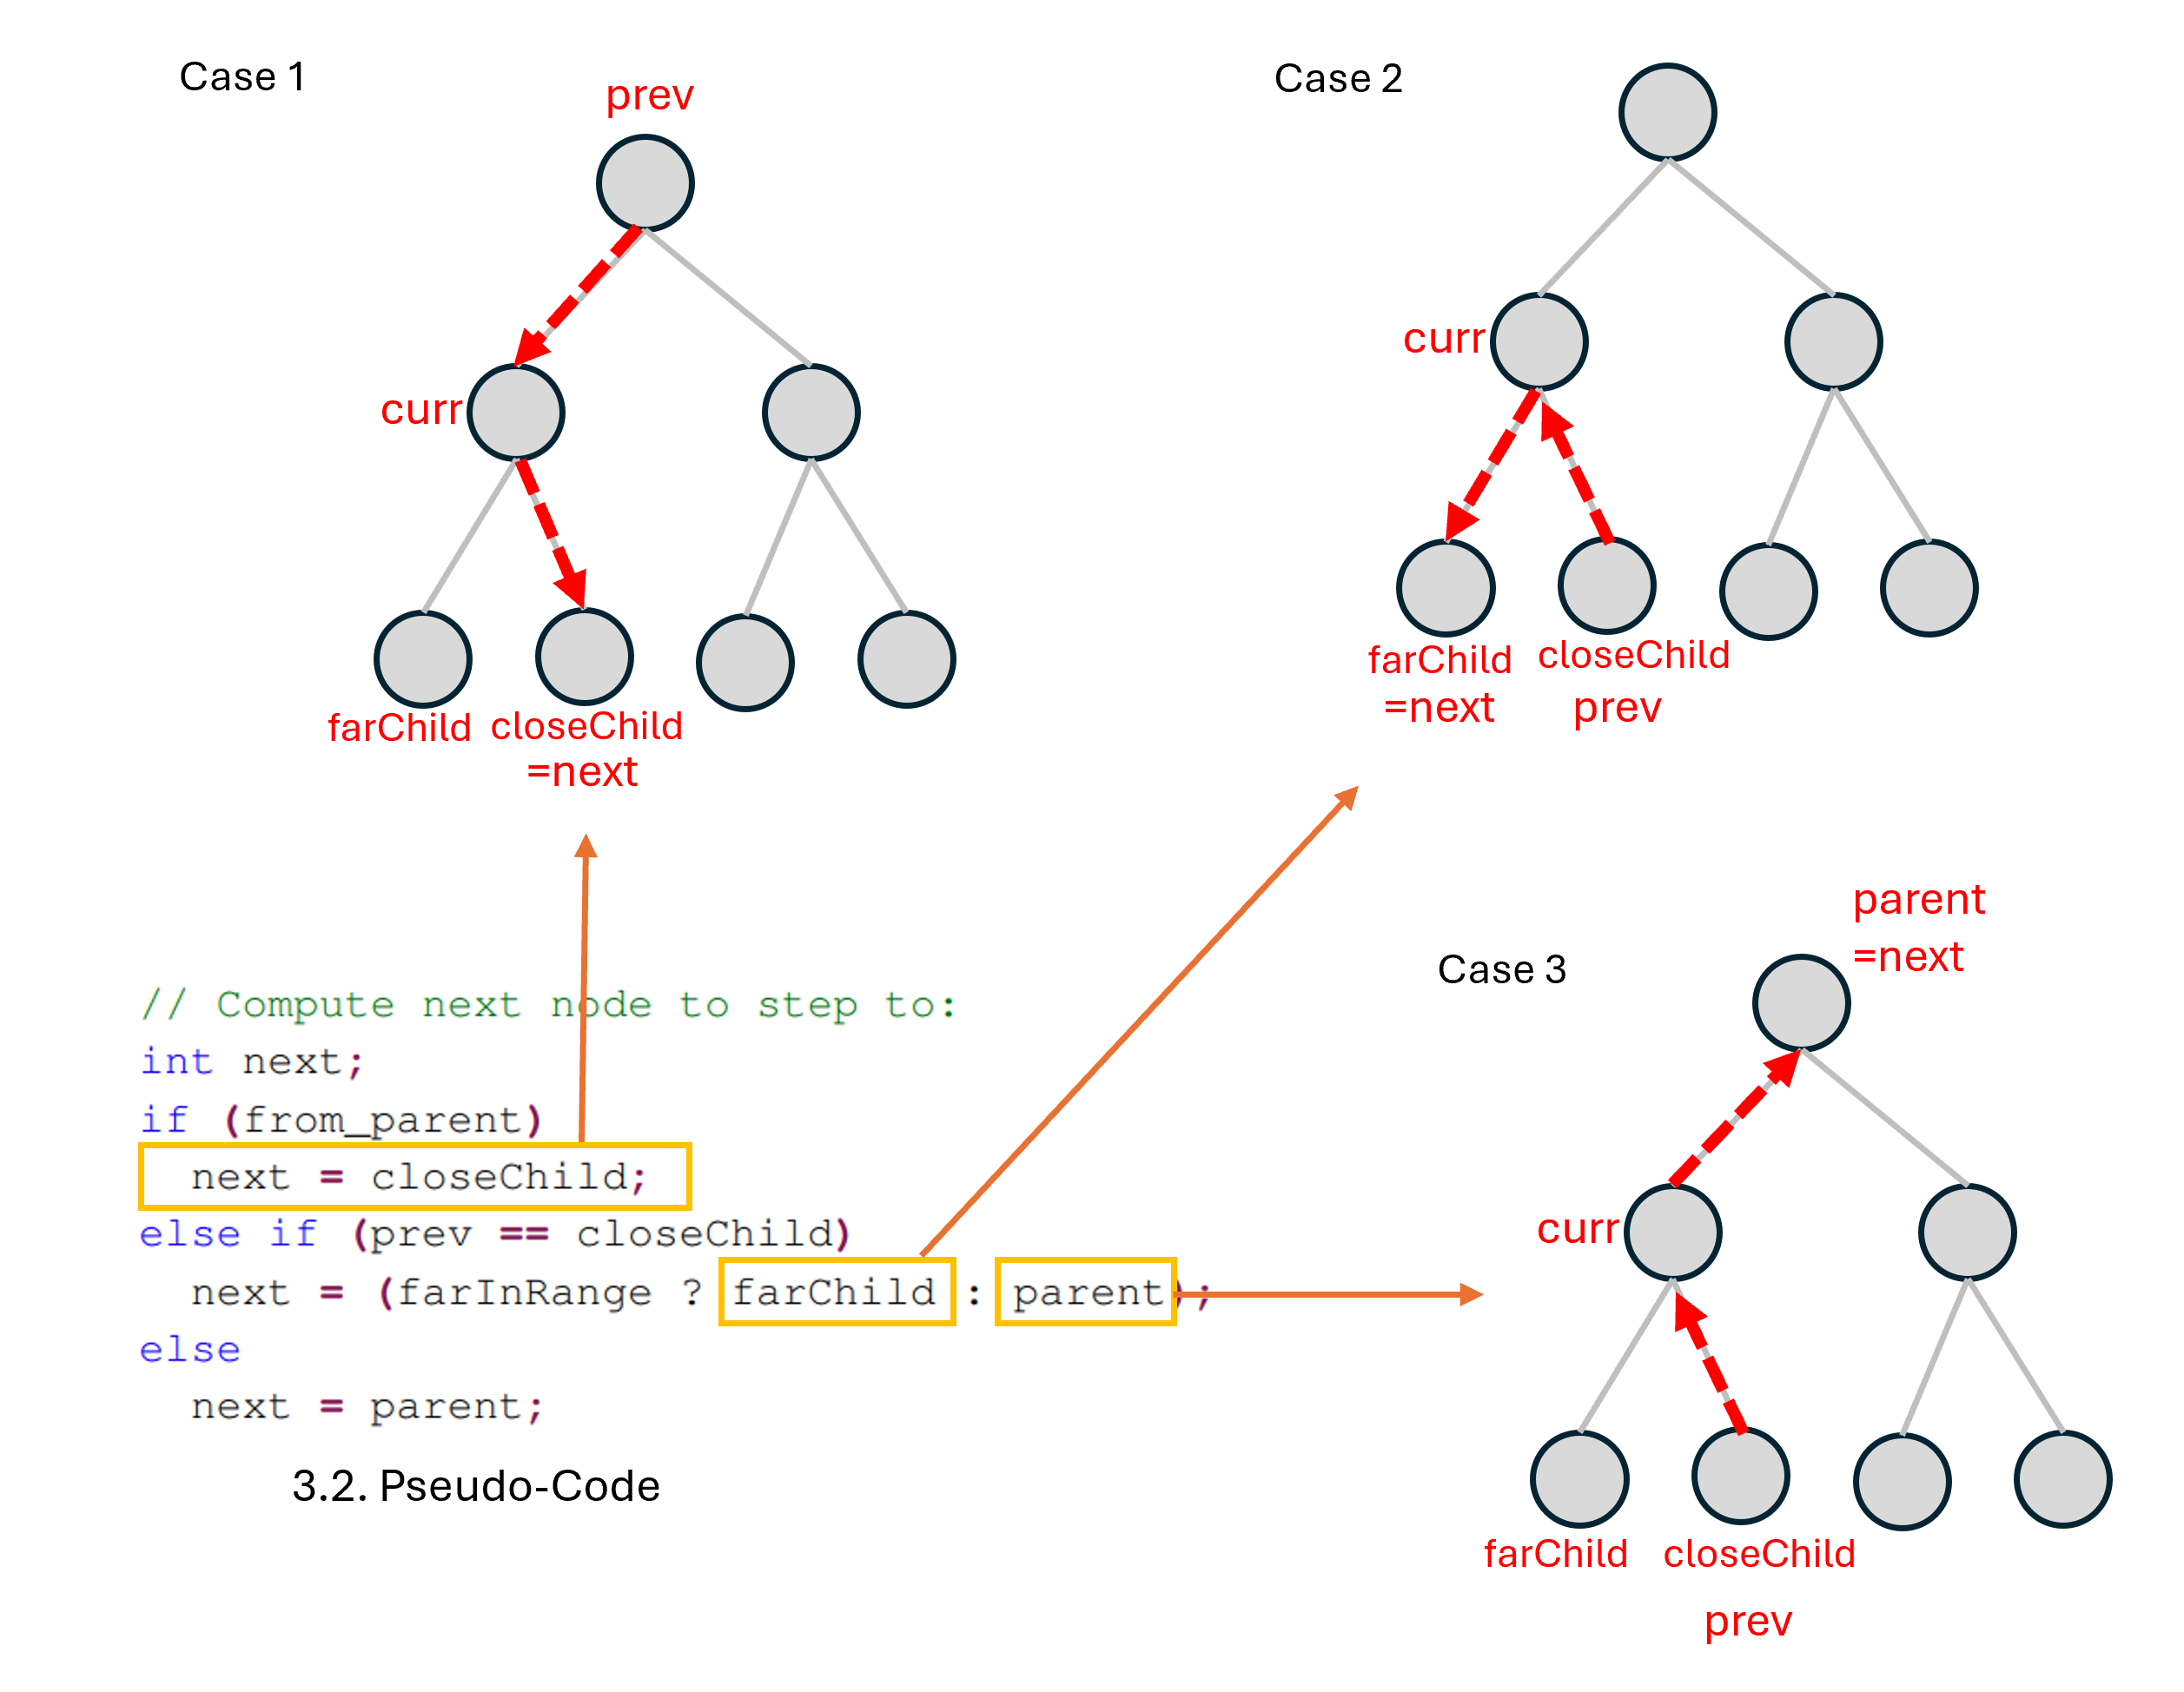 Case 1
prev
curr
farChild closeChild
=next
Case 2
curr
farChild closeChild
=next prev
// Compute next node to step to:
int next;
if (from_parent)
next = closeChild;
else if (prev == closeChild)
next = (farInRange ? farChild : parent);
else
next = parent;
3.2. Pseudo-Code
parent
=next
Case 3
curr
farChild closeChild
prev